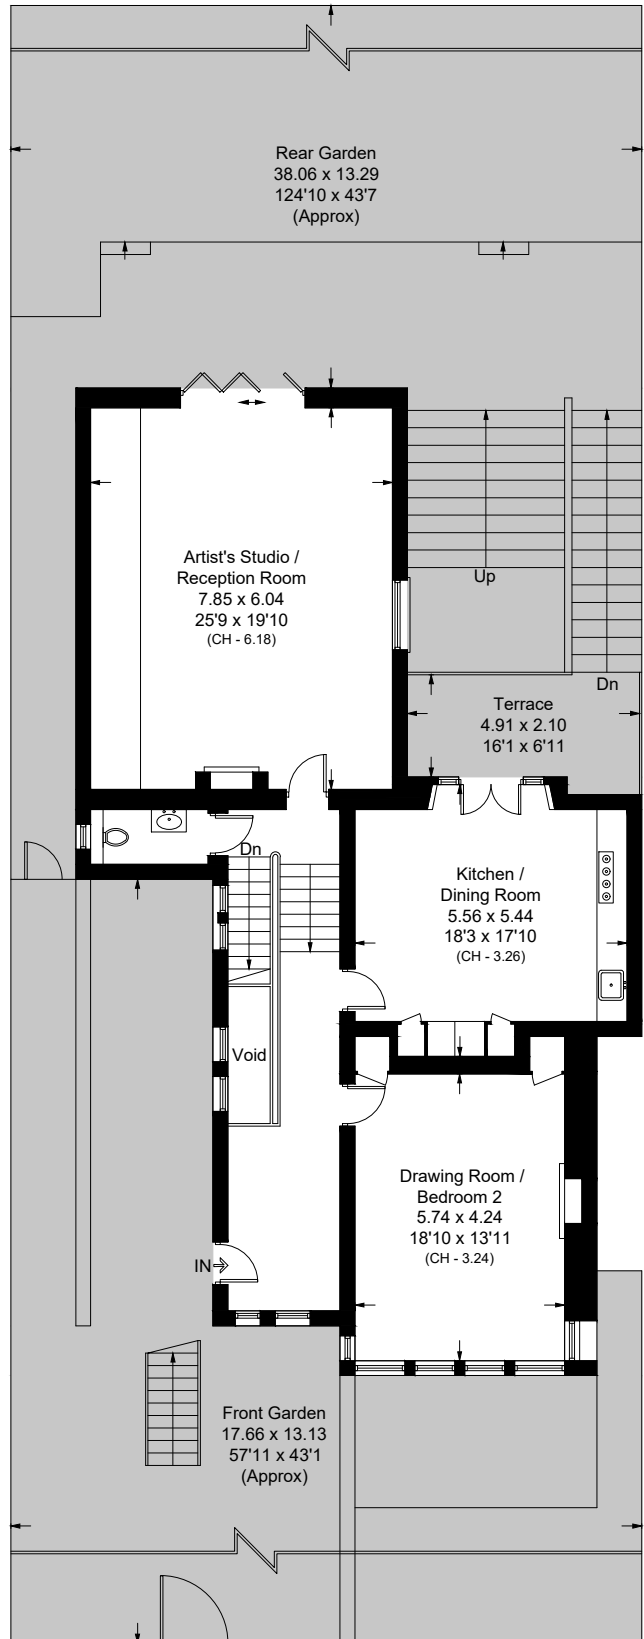 Rear Garden
38.06 x 13.29
124'10 x 43'7
(Approx)
Artist's Studio /
Reception Room
7.85 x 6.04
25'9 x 19'10
(CH - 6.18)
Up
Dn
Terrace
4.91 x 2.10
16'1 x 6'11
Dn
Kitchen /
Dining Room
5.56 x 5.44
18'3 x 17'10
(CH - 3.26)
Void
Drawing Room /
Bedroom 2
5.74 x 4.24
18'10 x 13'11
(CH - 3.24)
IN
Front Garden
17.66 x 13.13
57'11 x 43'1
(Approx)